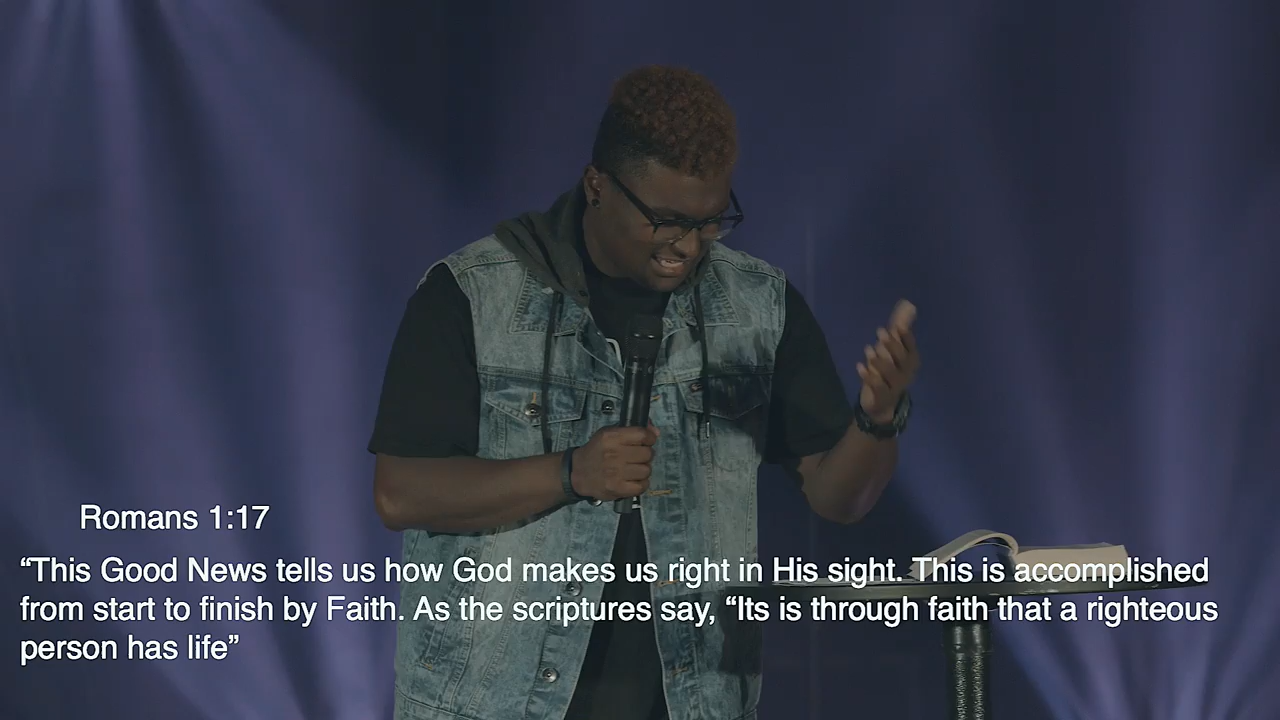 Romans 1:17
“This Good News tells us how God makes us right in His sight. This is accomplished
from start to finish by Faith. As the scriptures say, “Its is through faith that a righteous
person has life”